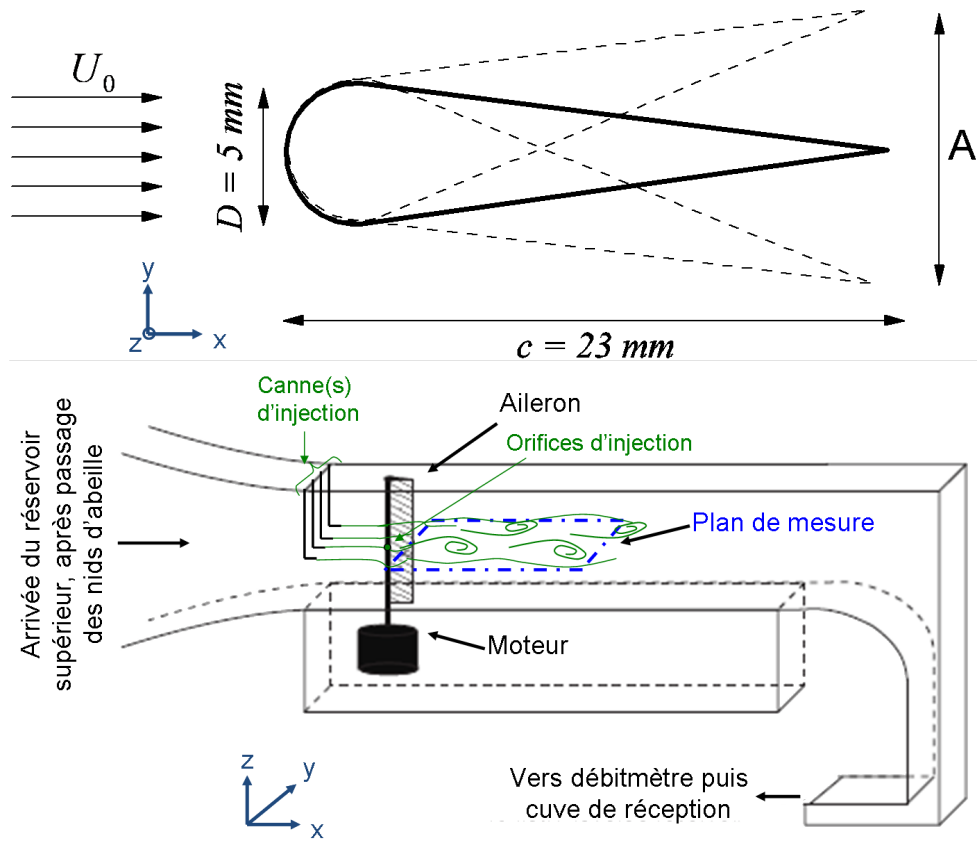 U0
D = 5 mm
A
y
z
x
c = 23 mm
Canne(s)
d'injection
Aileron
Orifices d'injection
Arrivée du réservoir
supérieur, après passage
des nids d'abeille
Plan de mesure
Moteur
z
y
x
Vers débitmètre puis
cuve de réception